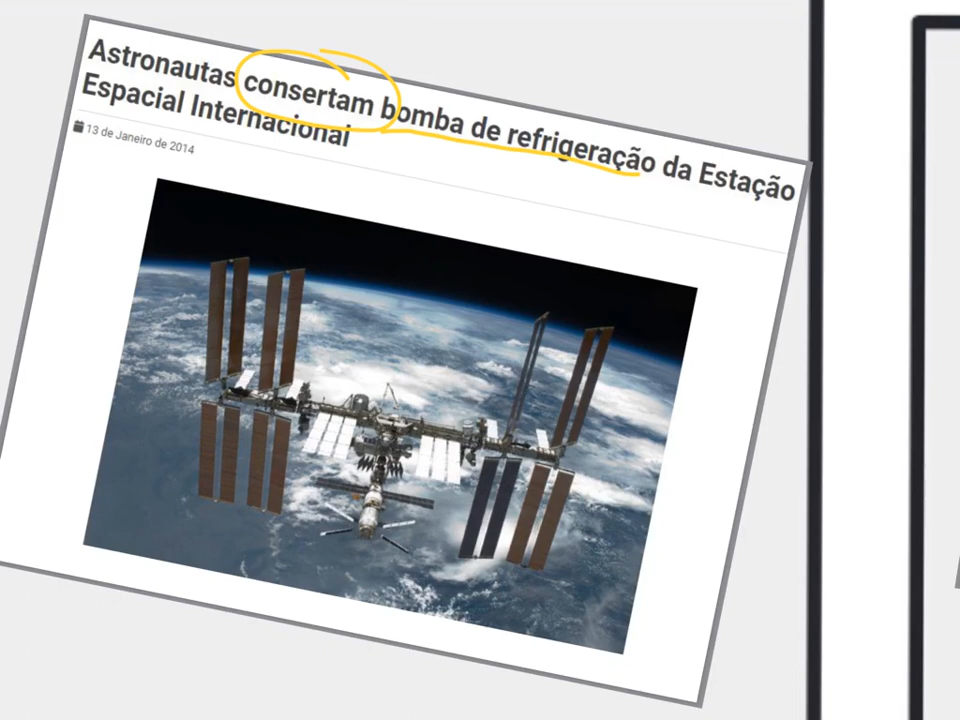 Astronautas consertam bomba de refrigeração da Estação
Espacial Internacional
13 de Janeiro de 2014